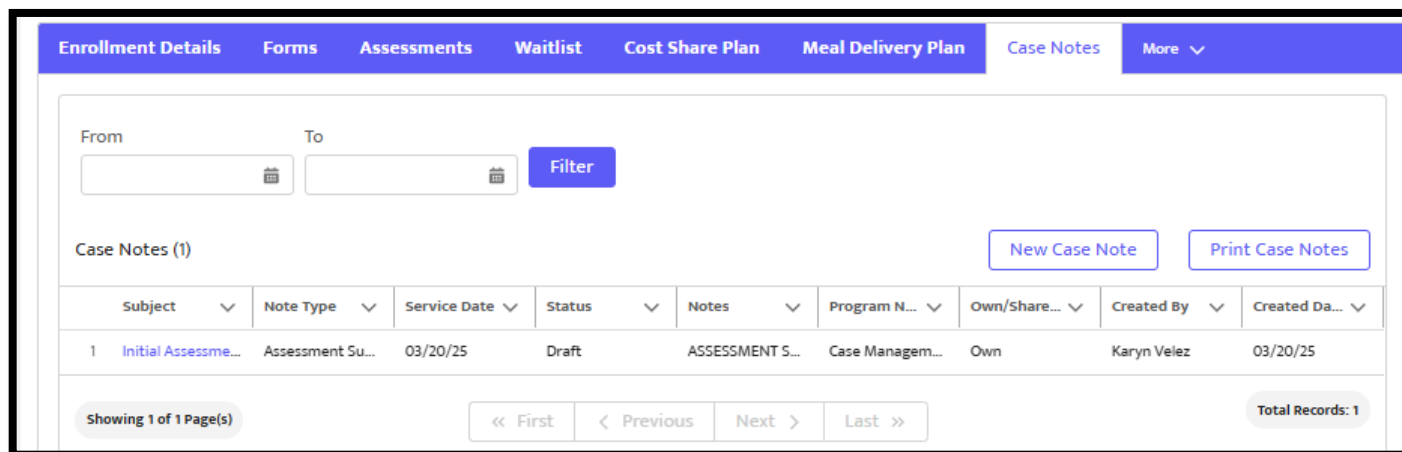 Enrollment Details Forms Assessments Waitlist Cost Share Plan Meal Delivery Plan Case Notes More
From To
Filter
Case Notes (1) New Case Note Print Case Notes
Subject Note Type Service Date Status Notes Program N... Own/Share... Created By Created Da...
1 Initial Assessme... Assessment Su... 03/20/25 Draft ASSESSMENT S... Case Managem... Own Karyn Velez 03/20/25
Showing 1 of 1 Page(s) « First < Previous Next > Last » Total Records: 1